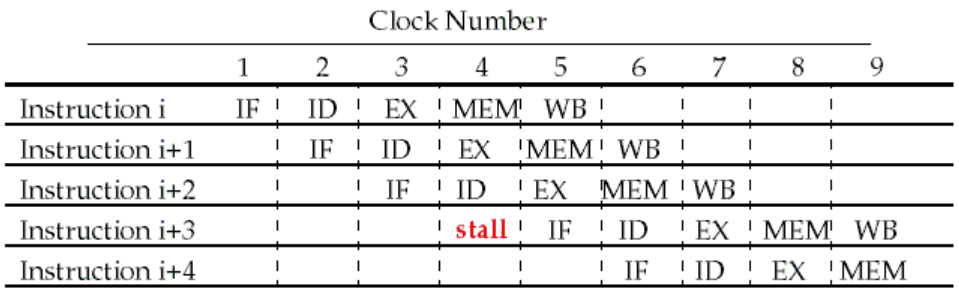 Clock Number
1 2 3 4 5 6 7 8 9
Instruction i IF ID EX MEM WB
Instruction i+1 IF ID EX MEM WB
Instruction i+2 IF ID EX MEM WB
Instruction i+3 stall IF ID EX MEM WB
Instruction i+4 IF ID EX MEM